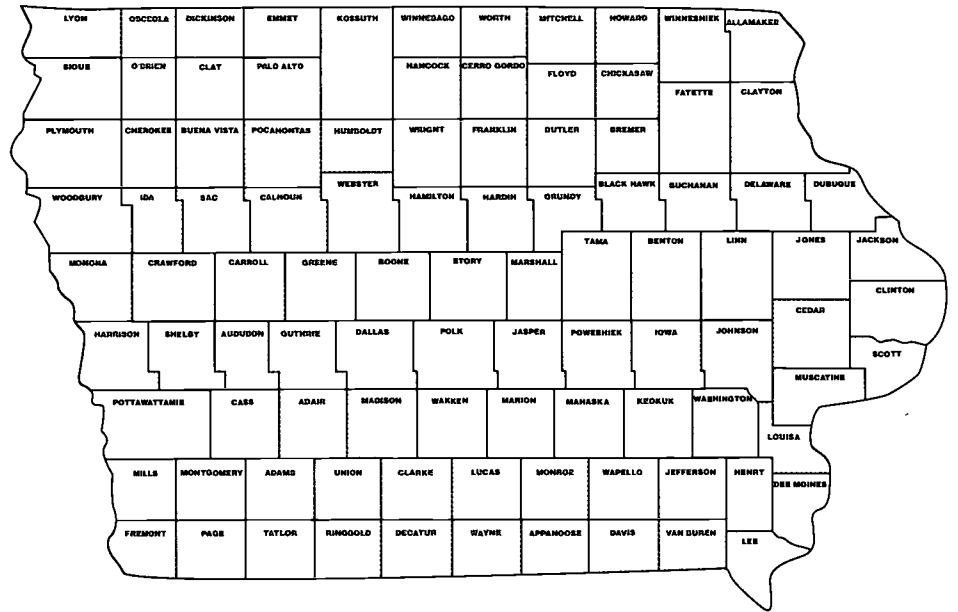 LYON OSCEOLA DICKINSON EMMET KOSSUTH WINNEBAGO WORTH MITCHELL HOWARD WINNESHIEK ALLAMAKEE
SIOUX O'BRIEN CLAY PALO ALTO HANCOCK CERRO GORDO FLOYD CHICKASAW
FAYETTE CLAYTON
PLYMOUTH CHEROKEE BUENA VISTA POCAHONTAS HUMBOLDT WRIGHT FRANKLIN BUTLER BREMER
WOODBURY IDA SAC CALHOUN WEBSTER HAMILTON HARDIN GRUNDY BLACK HAWK BUCHANAN DELAWARE DUBUQUE
MONONA CRAWFORD CARROLL GREENE BOONE STORY MARSHALL TAMA BENTON LINN JONES JACKSON
CLINTON
CEDAR
HARRISON SHELBY AUDUBON GUTHRIE DALLAS POLK JASPER POWESHIEK IOWA JOHNSON
SCOTT
MUSCATINE
POTTAWATTAMIE CASS ADAIR MADISON WARREN MARION MAHASKA KEOKUK WASHINGTON
LOUISA
MILLS MONTGOMERY ADAMS UNION CLARKE LUCAS MONROE WAPELLO JEFFERSON HENRY
DES MOINES
FREMONT PAGE TAYLOR RINGGOLD DECATUR WAYNE APPANOOSE DAVIS VAN BUREN
LEE